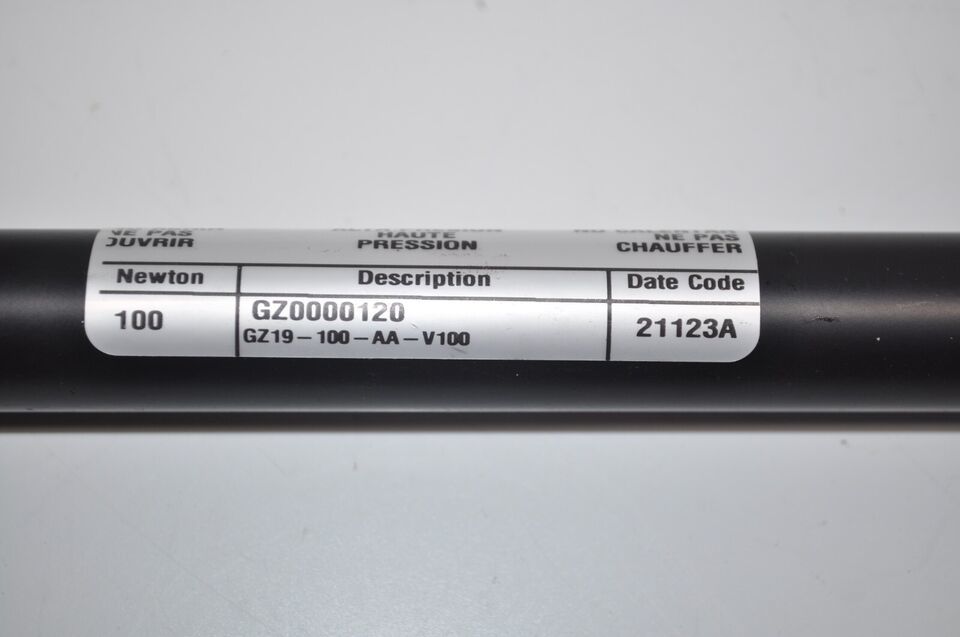 NE PAS HAUTE NE PAS
OUVRIR PRESSION CHAUFFER
Newton Description Date Code
100 GZ0000120 21123A
GZ19-100-AA-V100